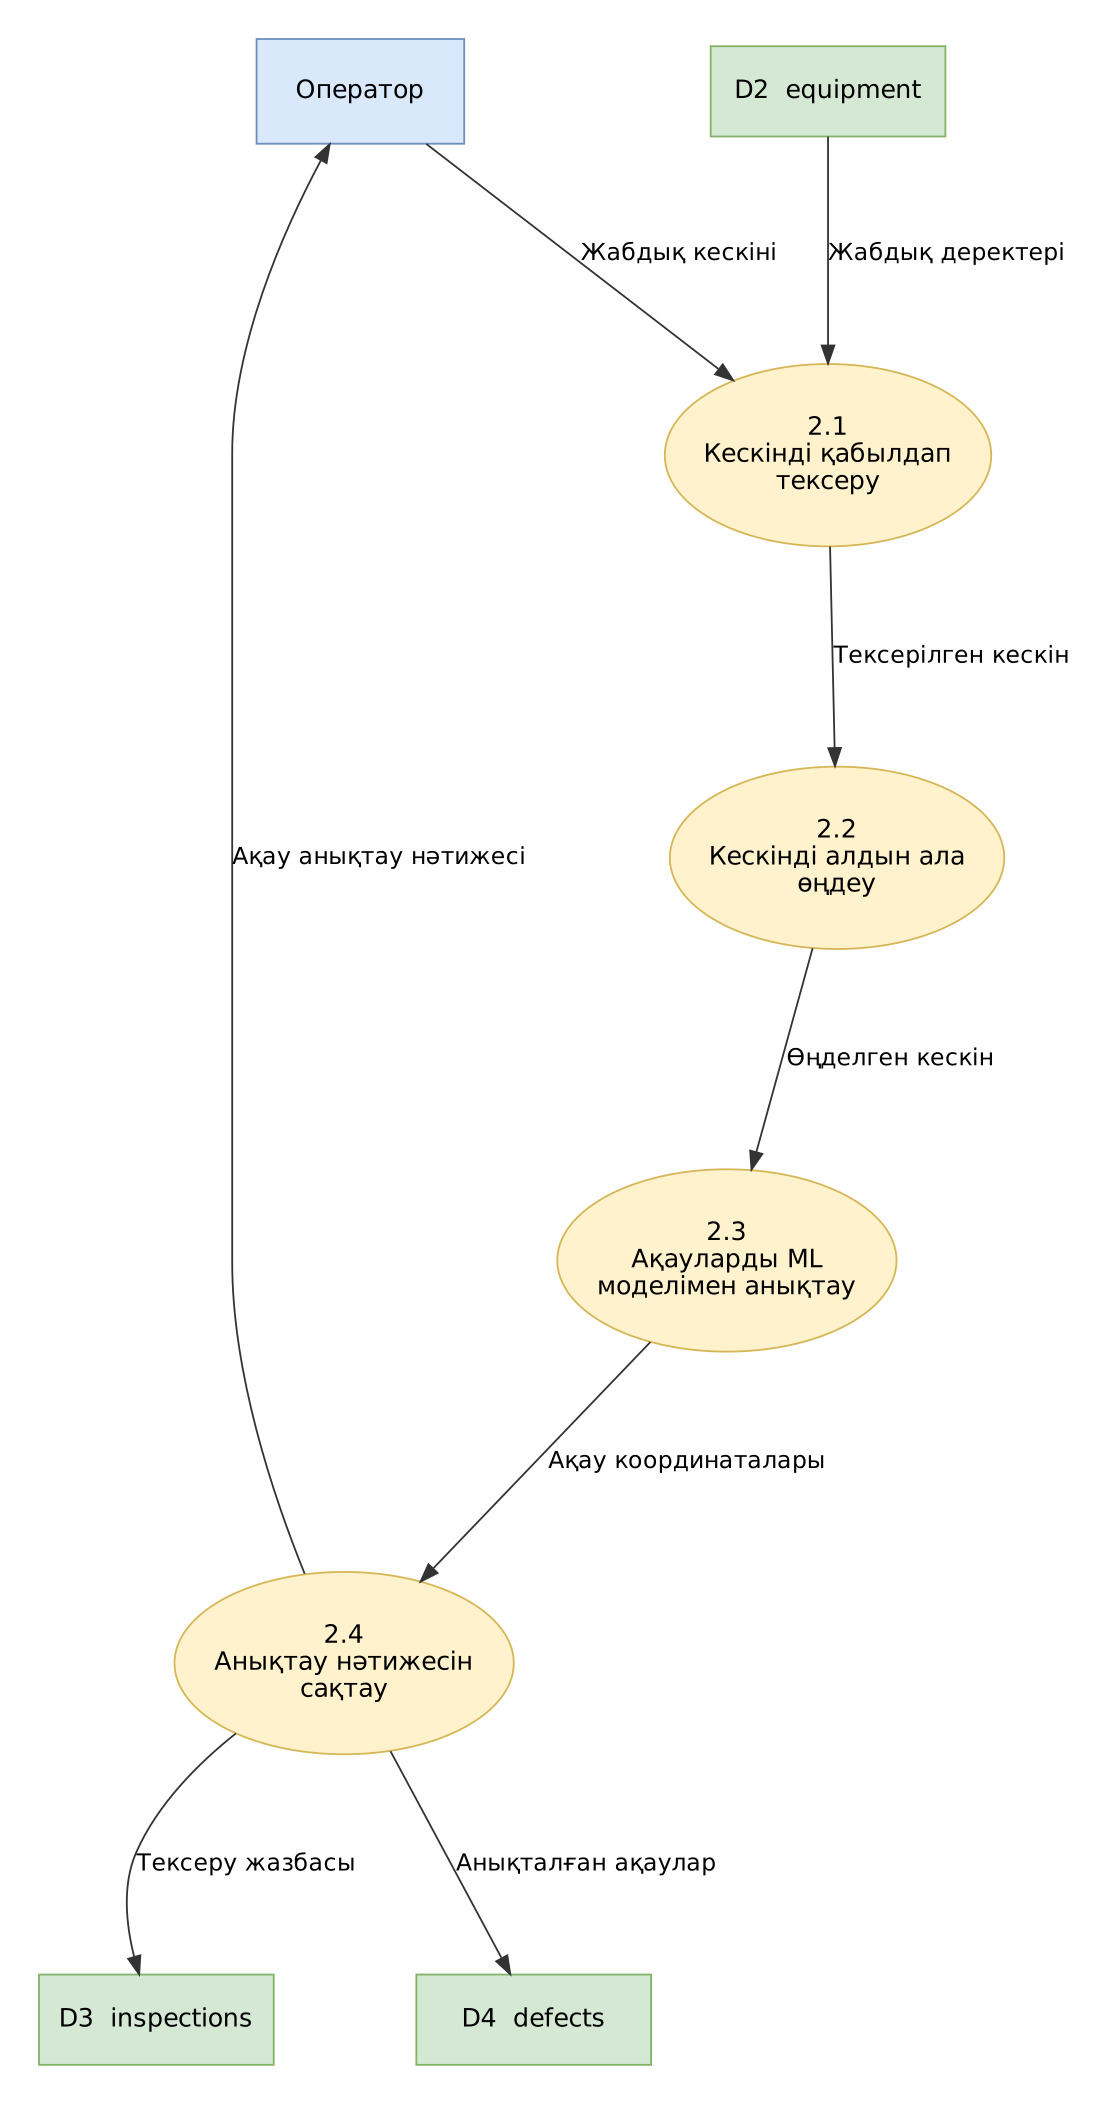 Оператор
D2 equipment
Жабдық кескіні
Жабдық деректері
2.1
Кескінді қабылдап
тексеру
Тексерілген кескін
2.2
Кескінді алдын ала
өңдеу
Ақау анықтау нәтижесі
Өңделген кескін
2.3
Ақауларды ML
моделімен анықтау
Ақау координаталары
2.4
Анықтау нәтижесін
сақтау
Тексеру жазбасы
Анықталған ақаулар
D3 inspections
D4 defects